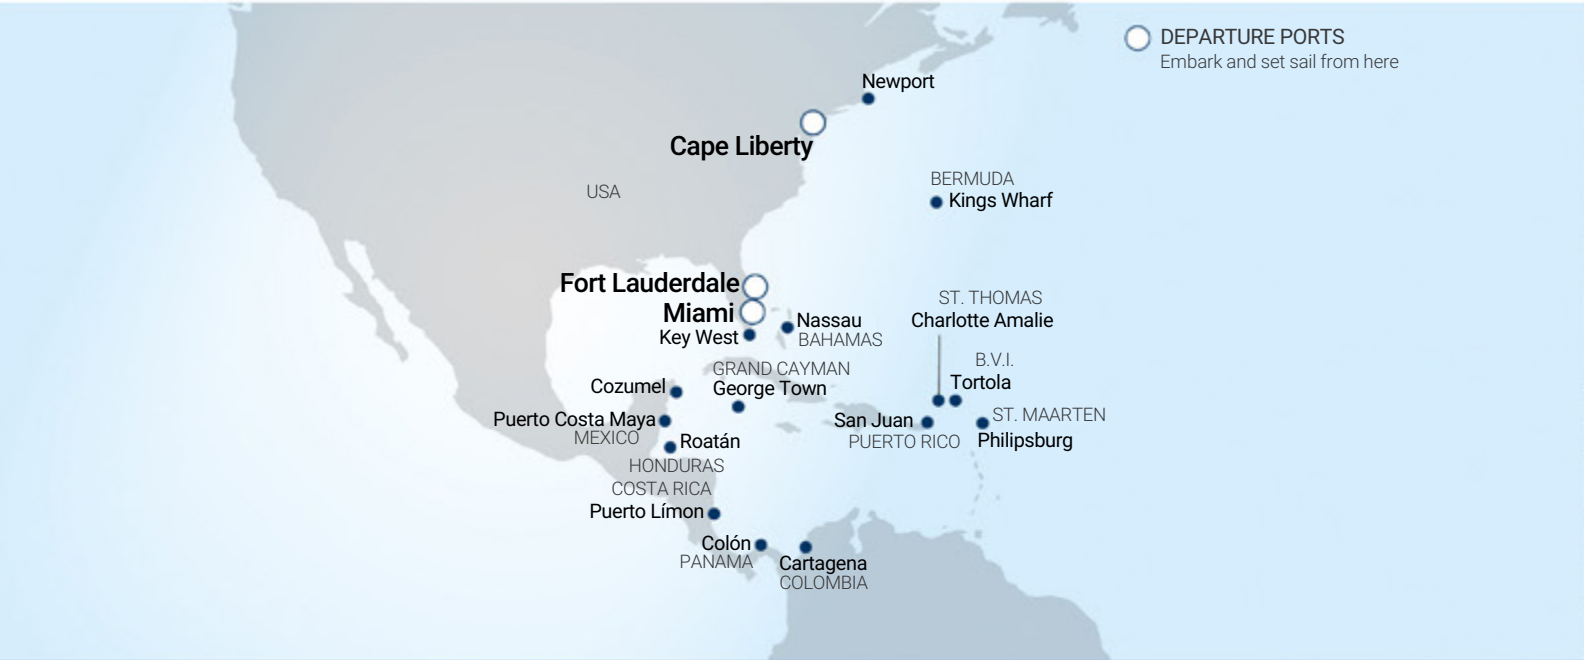 DEPARTURE PORTS
Embark and set sail from here
Newport
Cape Liberty
BERMUDA
USA
Kings Wharf
Fort Lauderdale
ST. THOMAS
Miami
Nassau
Charlotte Amalie
Key West
BAHAMAS
B.V.I.
GRAND CAYMAN
Cozumel
George Town
Tortola
Puerto Costa Maya
San Juan
ST. MAARTEN
MEXICO
Roatán
PUERTO RICO
Philipsburg
HONDURAS
COSTA RICA
Puerto Límon
Colón
PANAMA
Cartagena
COLOMBIA